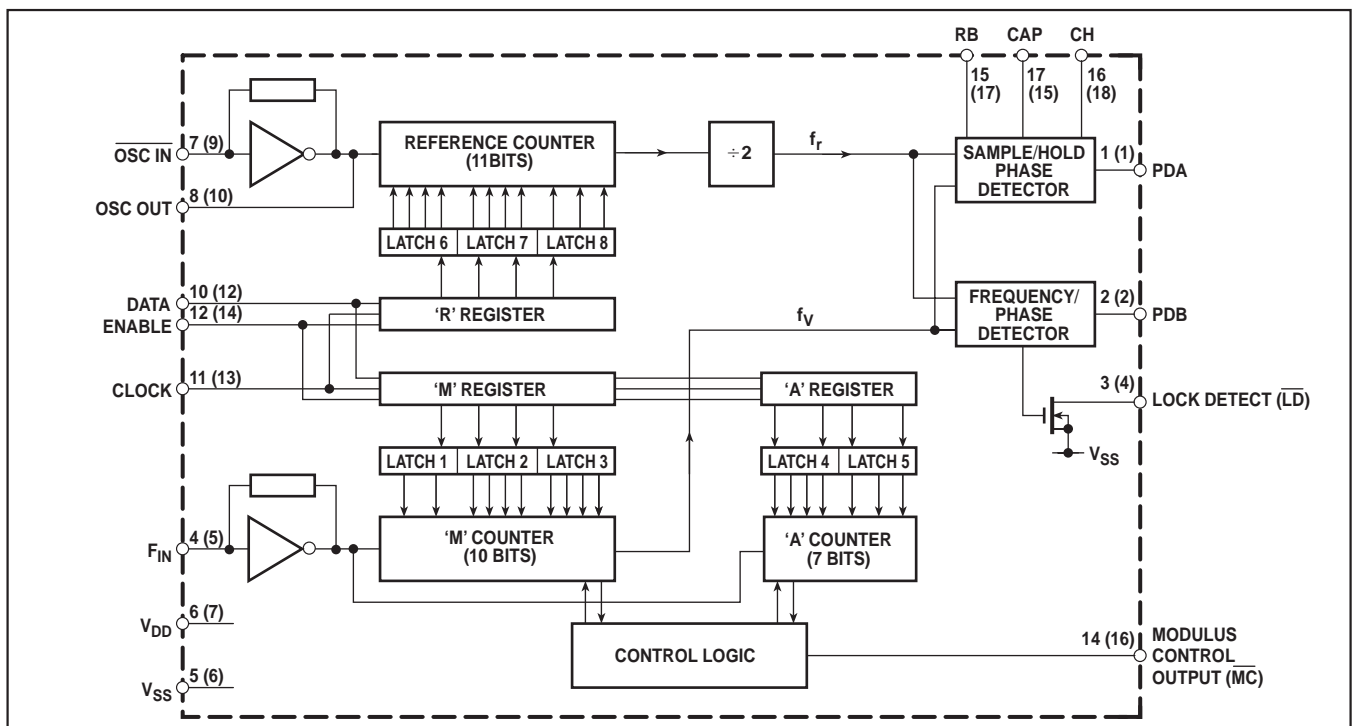 RB CAP CH
15 17 16
(17) (15) (18)
7 (9)
OSC IN
REFERENCE COUNTER
(11BITS)
÷2
fr
SAMPLE/HOLD
PHASE
DETECTOR
1 (1)
PDA
8 (10)
OSC OUT
LATCH 6 LATCH 7 LATCH 8
10 (12)
DATA
12 (14)
ENABLE
'R' REGISTER
fV
FREQUENCY/
PHASE
DETECTOR
2 (2)
PDB
11 (13)
CLOCK
'M' REGISTER
'A' REGISTER
3 (4)
LOCK DETECT (LD)
VSS
LATCH 1 LATCH 2 LATCH 3
LATCH 4 LATCH 5
4 (5)
FIN
'M' COUNTER
(10 BITS)
'A' COUNTER
(7 BITS)
6 (7)
VDD
CONTROL LOGIC
14 (16)
MODULUS
CONTROL
OUTPUT (MC)
5 (6)
VSS